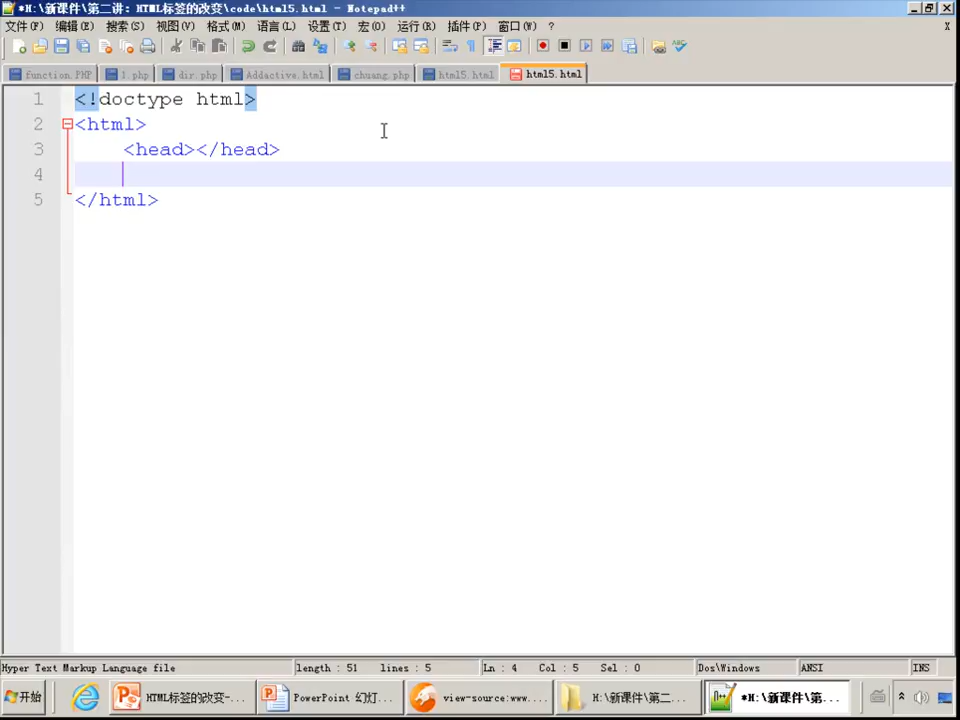 *H:\新课件\第二讲：HTML标签的改变\code\html5.html - Notepad++
文件(F) 编辑(E) 搜索(S) 视图(V) 格式(M) 语言(L) 设置(T) 宏(O) 运行(R) 插件(P) 窗口(W) ? X
function.PHP 1.php dir.php Addactive.html chuang.php html5.html html5.html
1 <!doctype html>
2 <html>
3 <head></head>
4
5 </html>
Hyper Text Markup Language file length : 51 lines : 5 Ln : 4 Col : 5 Sel : 0 Dos\Windows ANSI INS
开始 HTML标签的改变-... PowerPoint 幻灯... view-source:www.... H:\新课件\第二... *H:\新课件\第...